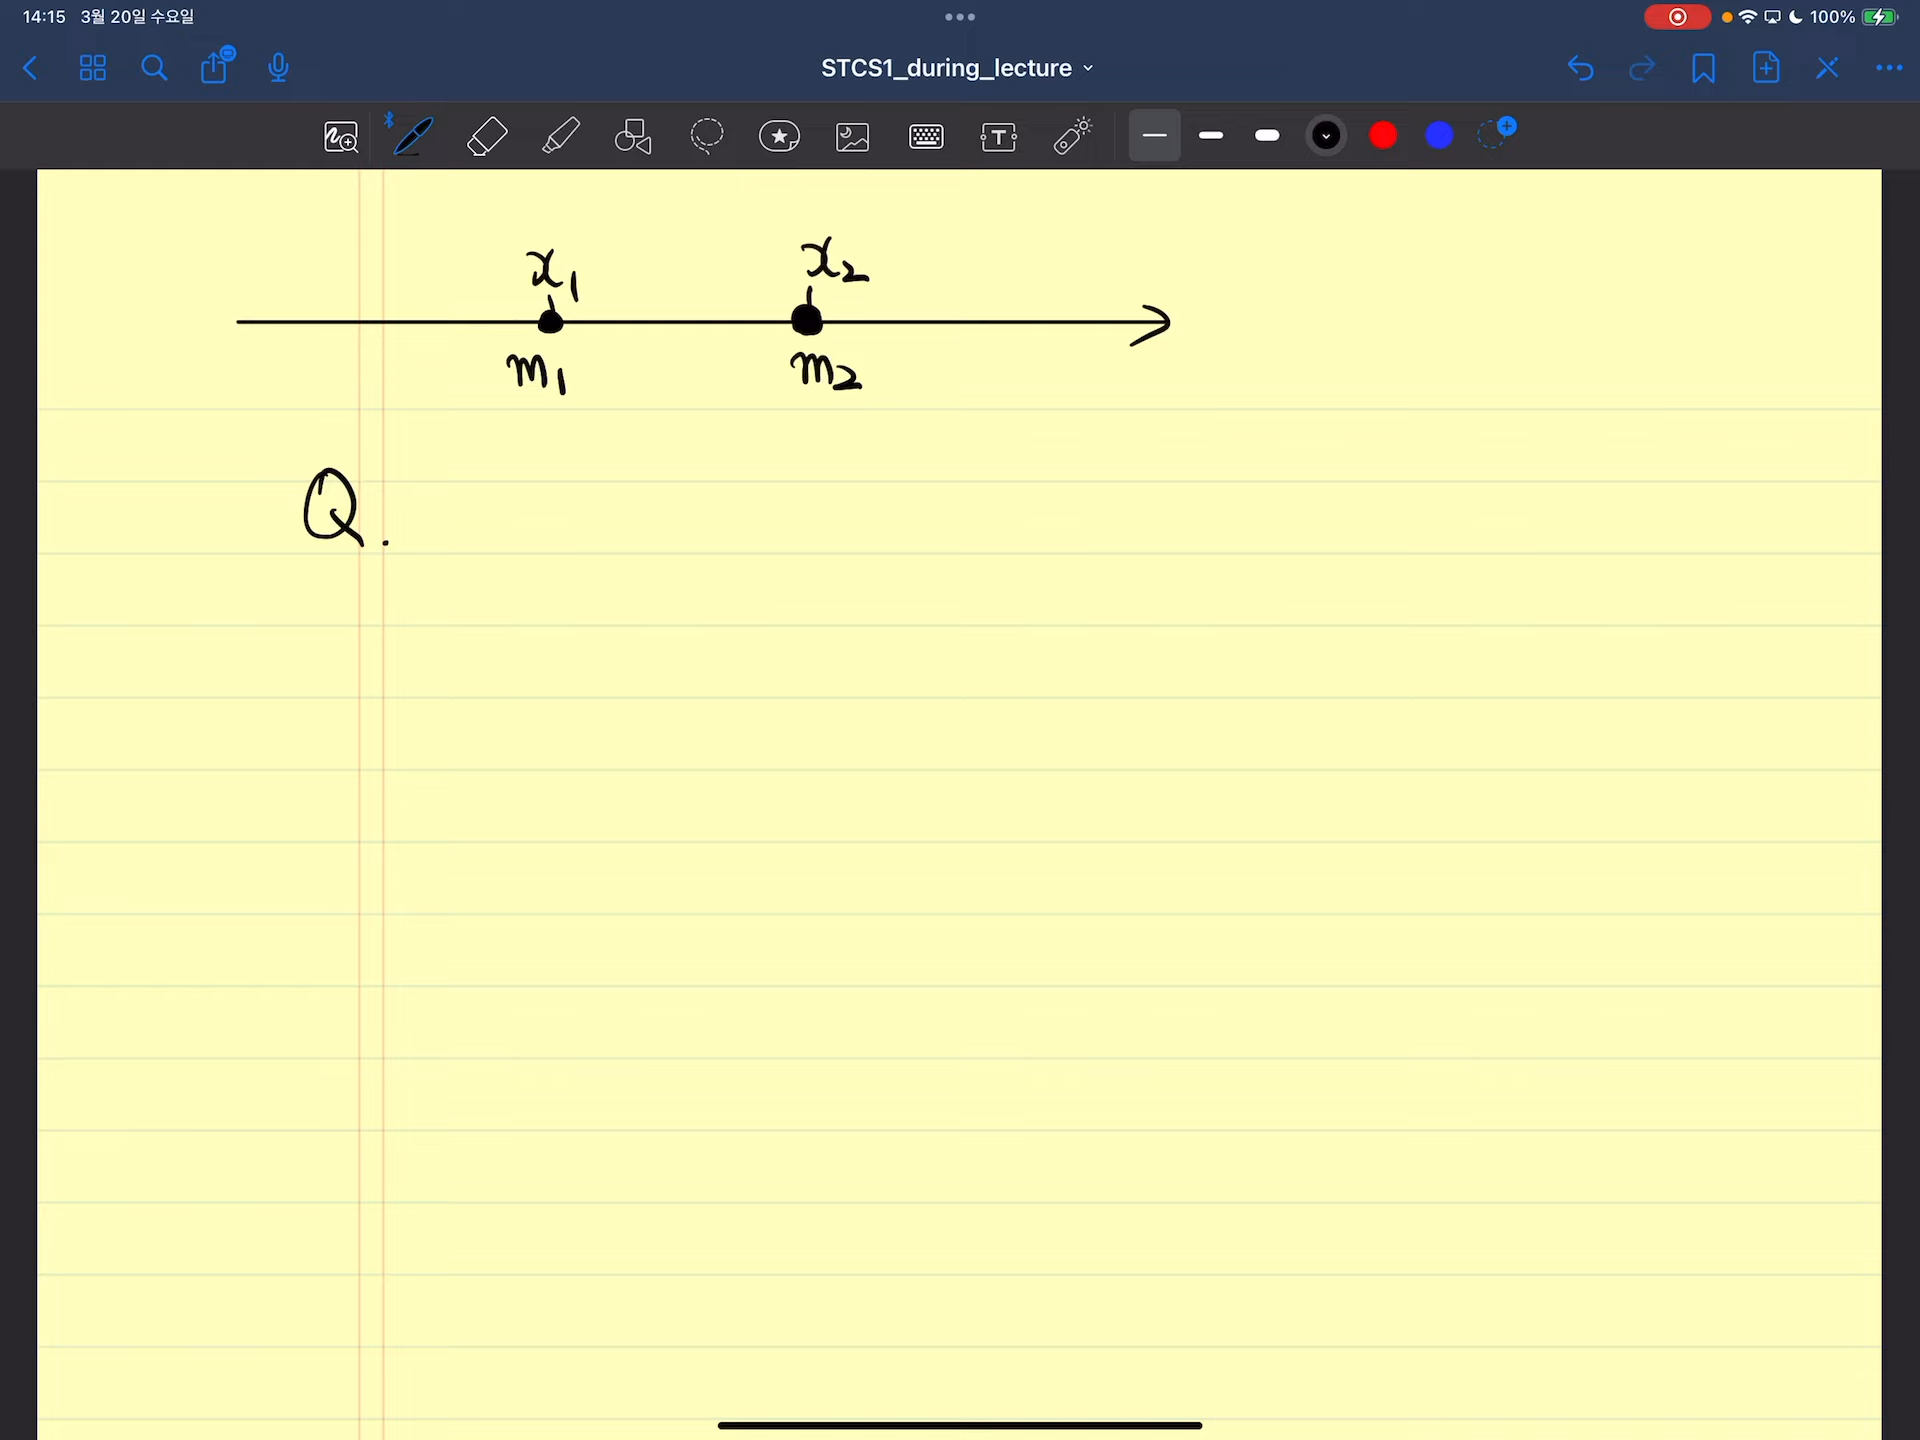 14:15 3월 20일 수요일
100%
STCS1_during_lecture
x₁ x₂
m₁ m₂
Q.